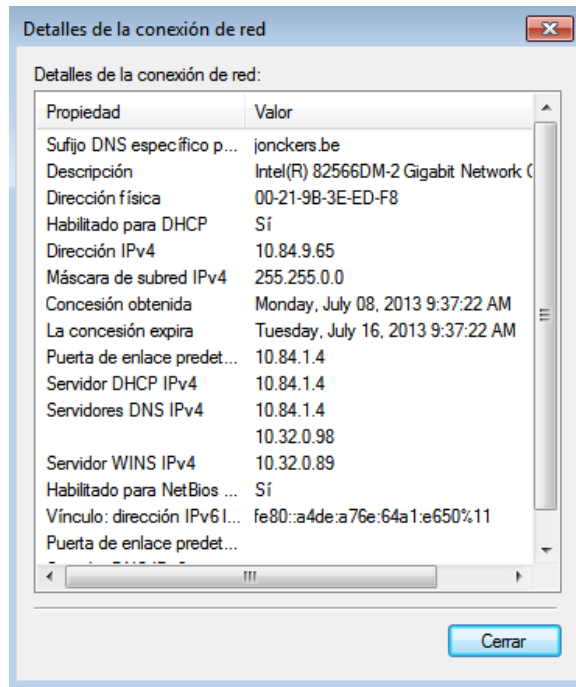 Detalles de la conexión de red
Detalles de la conexión de red:
Propiedad Valor
Sufijo DNS específico p... jonckers.be
Descripción Intel(R) 82566DM-2 Gigabit Network
Dirección física 00-21-9B-3E-ED-F8
Habilitado para DHCP Sí
Dirección IPv4 10.84.9.65
Máscara de subred IPv4 255.255.0.0
Concesión obtenida Monday, July 08, 2013 9:37:22 AM
La concesión expira Tuesday, July 16, 2013 9:37:22 AM
Puerta de enlace predet... 10.84.1.4
Servidor DHCP IPv4 10.84.1.4
Servidores DNS IPv4 10.84.1.4
10.32.0.98
Servidor WINS IPv4 10.32.0.89
Habilitado para NetBios ... Sí
Vínculo: dirección IPv6 l... fe80::a4de:a76e:64a1:e650%11
Puerta de enlace predet...
Cerrar